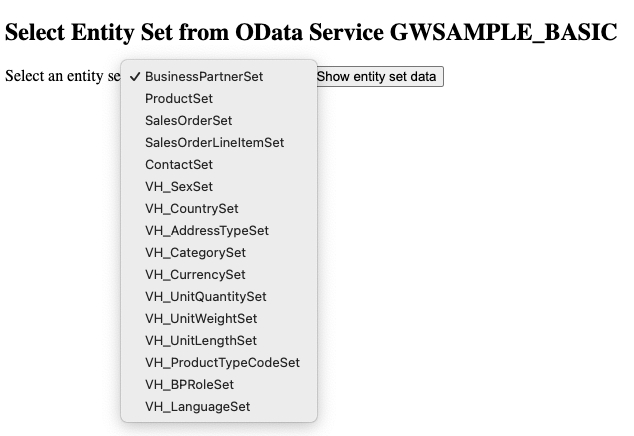 Select Entity Set from OData Service GWSAMPLE_BASIC
Select an entity se
✓ BusinessPartnerSet
Show entity set data
ProductSet
SalesOrderSet
SalesOrderLineItemSet
ContactSet
VH_SexSet
VH_CountrySet
VH_AddressTypeSet
VH_CategorySet
VH_CurrencySet
VH_UnitQuantitySet
VH_UnitWeightSet
VH_UnitLengthSet
VH_ProductTypeCodeSet
VH_BPRoleSet
VH_LanguageSet